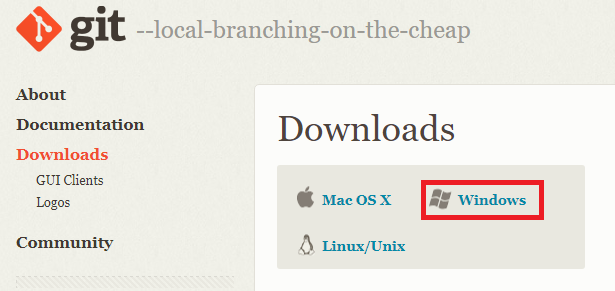 git --local-branching-on-the-cheap
About
Documentation
Downloads
GUI Clients
Logos
Community
Downloads
Mac OS X
Windows
Linux/Unix